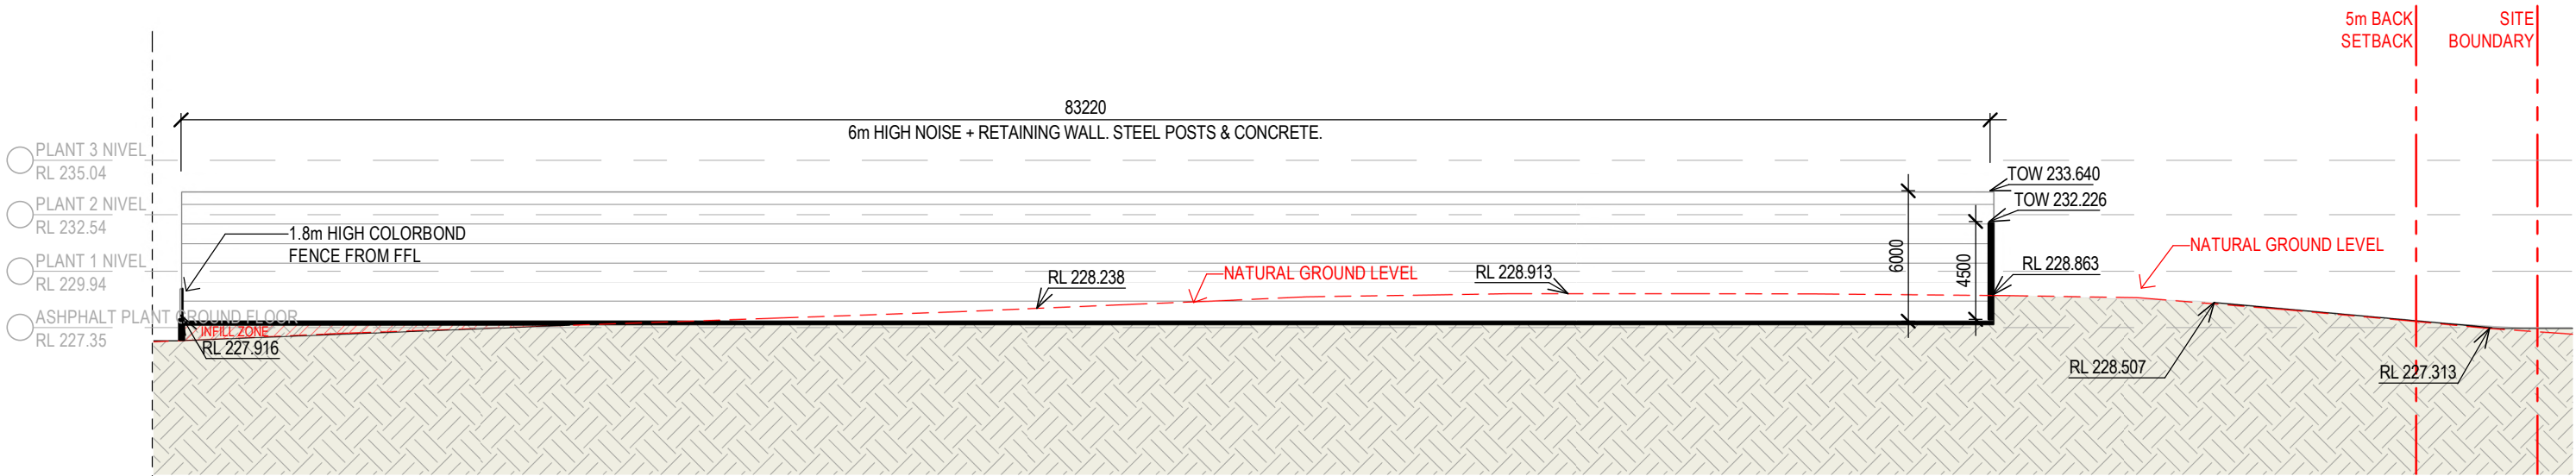 5m BACK
SETBACK
SITE
BOUNDARY
83220
6m HIGH NOISE + RETAINING WALL. STEEL POSTS & CONCRETE.
PLANT 3 NIVEL
RL 235.04
TOW 233.640
PLANT 2 NIVEL
RL 232.54
TOW 232.226
1.8m HIGH COLORBOND
FENCE FROM FFL
6000
4500
NATURAL GROUND LEVEL
PLANT 1 NIVEL
RL 229.94
RL 228.238
NATURAL GROUND LEVEL
RL 228.913
RL 228.863
ASHPHALT PLANT GROUND FLOOR
RL 227.35
INFILL ZONE
RL 227.916
RL 228.507
RL 227.313